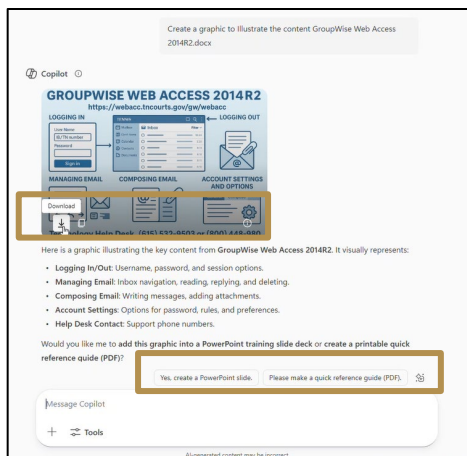 Create a graphic to Illustrate the content GroupWise Web Access
2014R2.docx
Copilot
GROUPWISE WEB ACCESS 2014R2
https://webacc.tncourts.gov/gw/webacc
LOGGING IN
LOGGING OUT
User Name
Password
Sign In
Inbox
MANAGING EMAIL
COMPOSING EMAIL
ACCOUNT SETTINGS
AND OPTIONS
Download
Here is a graphic illustrating the key content from GroupWise Web Access 2014R2. It visually represents:
• Logging In/Out: Username, password, and session options.
• Managing Email: Inbox navigation, reading, replying, and deleting.
• Composing Email: Writing messages, adding attachments.
• Account Settings: Options for password, rules, and preferences.
• Help Desk Contact: Support phone numbers.
Would you like me to add this graphic into a PowerPoint training slide deck or create a printable quick
reference guide (PDF)?
Yes, create a PowerPoint slide.
Please make a quick reference guide (PDF).
Message Copilot
Tools
AI-generated content may be incorrect